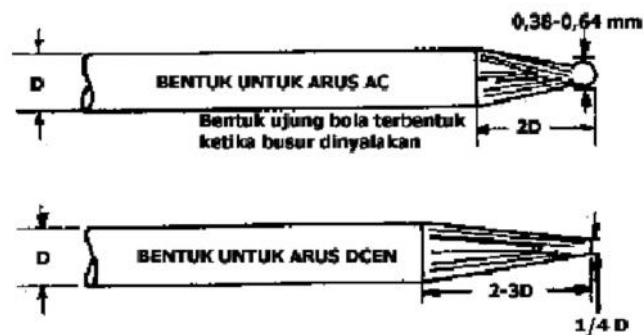 0,38-0,64 mm
D
BENTUK UNTUK ARUS AC
Bentuk ujung bola terbentuk
ketika busur dinyalakan
2D
D
BENTUK UNTUK ARUS DCEN
2-3D
1/4 D